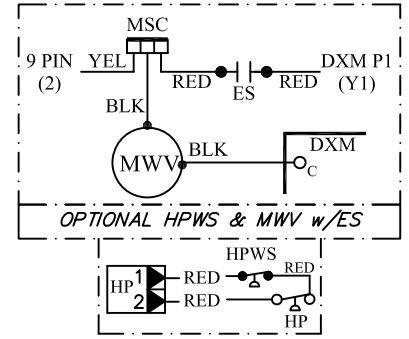 MSC
9 PIN YEL DXM P1
(2) RED ES RED (Y1)
BLK
MWV BLK DXM
C
OPTIONAL HPWS & MWV w/ES
HPWS
HP 1 RED RED
2 RED
HP